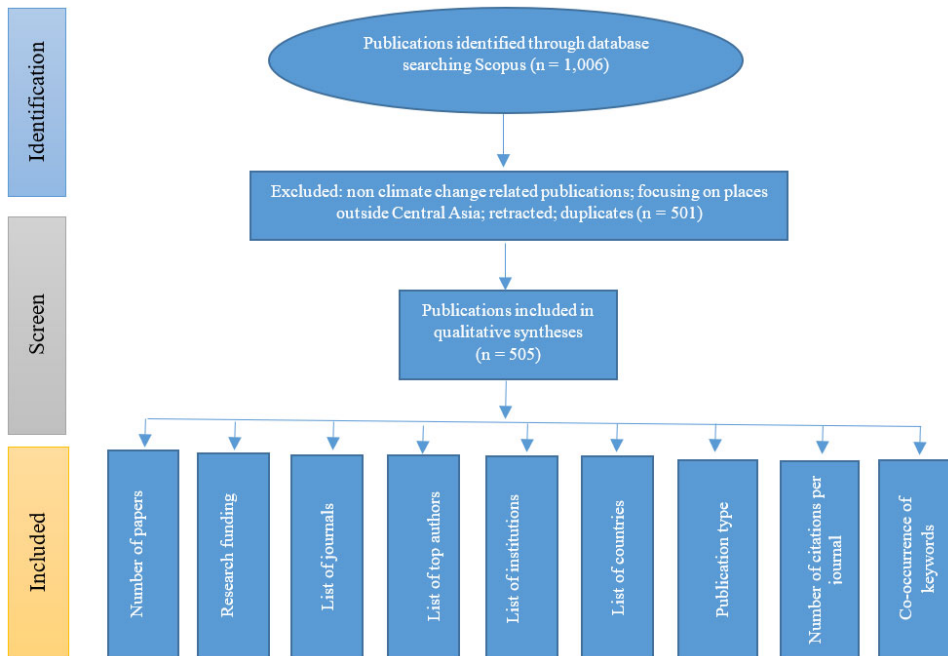 Identification
Publications identified through database
searching Scopus (n = 1,006)
Excluded: non climate change related publications; focusing on places
outside Central Asia; retracted; duplicates (n = 501)
Screen
Publications included in
qualitative syntheses
(n = 505)
Included
Number of papers
Research funding
List of journals
List of top authors
List of institutions
List of countries
Publication type
Number of citations per
journal
Co-occurrence of
keywords